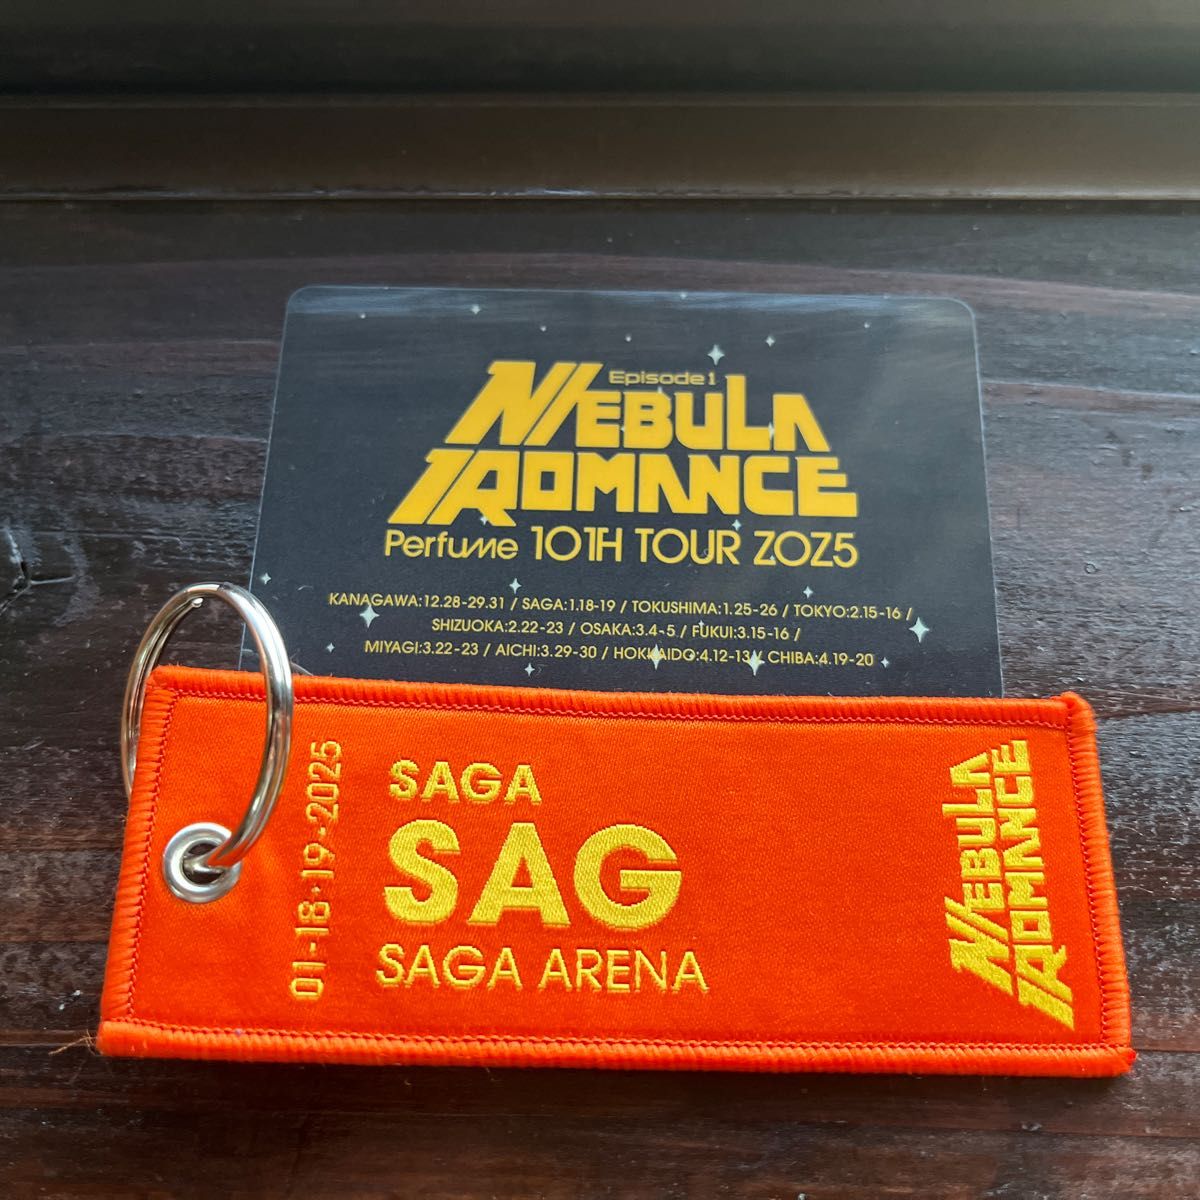 Episode 1
NEBULA
ROMANCE
Perfume 10TH TOUR ZOZ5
KANAGAWA:12.28-29.31 / SAGA:1.18-19 / TOKUSHIMA:1.25-26 / TOKYO:2.15-16 /
SHIZUOKA:2.22-23 / OSAKA:3.4-5 / FUKUI:3.15-16 /
MIYAGI:3.22-23 / AICHI:3.29-30 / HOKKAIDO:4.12-13 / CHIBA:4.19-20
01-18·19-2025
SAGA
SAG
SAGA ARENA
NEBULA
ROMANCE